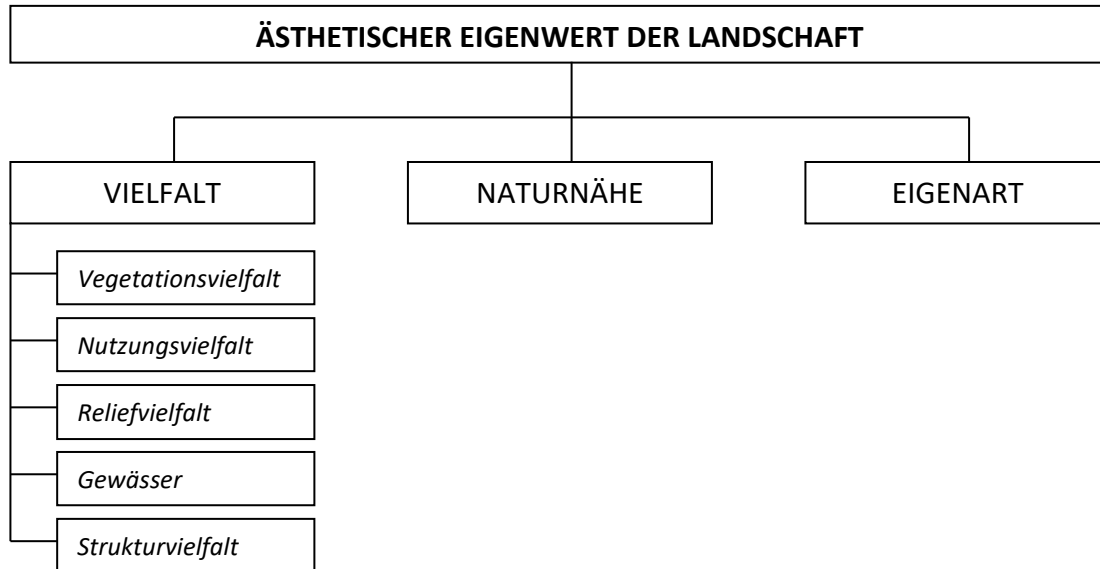 ÄSTHETISCHER EIGENWERT DER LANDSCHAFT
VIELFALT
NATURNÄHE
EIGENART
Vegetationsvielfalt
Nutzungsvielfalt
Reliefvielfalt
Gewässer
Strukturvielfalt